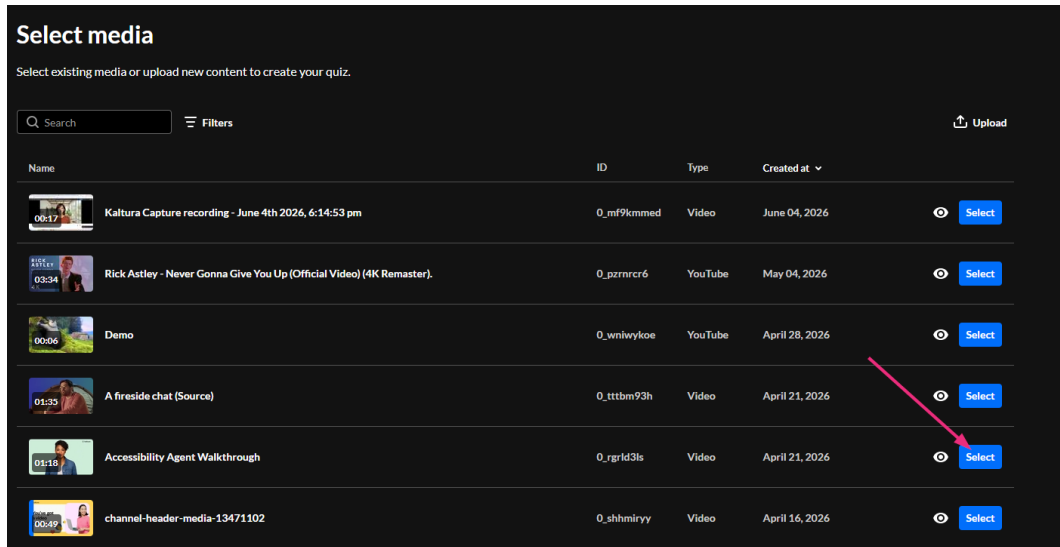 Select media
Select existing media or upload new content to create your quiz.
Search Filters Upload
Name ID Type Created at
00:17 Kaltura Capture recording - June 4th 2026, 6:14:53 pm 0_mf9kmmed Video June 04, 2026 Select
RICK ASTLEY
03:34 Rick Astley - Never Gonna Give You Up (Official Video) (4K Remaster). 0_pzrnrcr6 YouTube May 04, 2026 Select
00:06 Demo 0_wniwykoe YouTube April 28, 2026 Select
01:35 A fireside chat (Source) 0_tttbm93h Video April 21, 2026 Select
01:18 Accessibility Agent Walkthrough 0_rgrld3ls Video April 21, 2026 Select
00:49 channel-header-media-13471102 0_shhmiryy Video April 16, 2026 Select